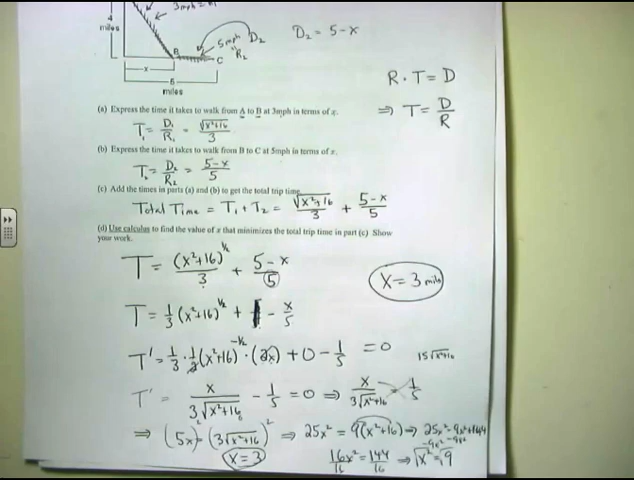 3mph = R₁
4
miles
B
5mph
"R₂
D₂
D₂ = 5-x
C
x
miles
R · T = D
⇒ T = D/R
(a) Express the time it takes to walk from A to B at 3mph in terms of x.
T₁ = D₁/R₁ = √(x²+16)/3
(b) Express the time it takes to walk from B to C at 5mph in terms of x.
T₂ = D₂/R₂ = (5-x)/5
(c) Add the times in parts (a) and (b) to get the total trip time.
Total Time = T₁ + T₂ = √(x²+16)/3 + (5-x)/5
(d) Use calculus to find the value of x that minimizes the total trip time in part (c). Show
your work.
T = (x²+16)^½/3 + (5-x)/5
x = 3 mile
T = 1/3 (x²+16)^½ + 1 - x/5
T' = 1/3 · 1/2 (x²+16)^-½ · (2x) + 0 - 1/5 = 0
15√(x²+16)
T' = x/(3√(x²+16)) - 1/5 = 0 ⇒ x/(3√(x²+16)) = 1/5
⇒ (5x)² = (3√(x²+16))² ⇒ 25x² = 9(x²+16) ⇒ 25x² = 9x²+144
-9x² -9x²
x = 3
16x²/16 = 144/16 ⇒ √x² = √9